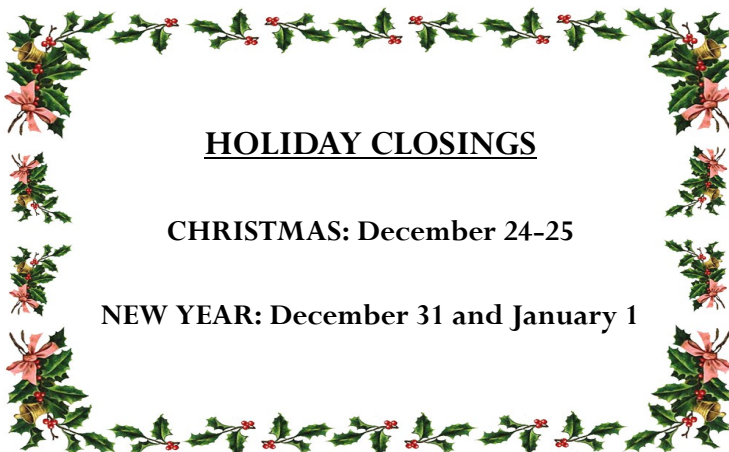 HOLIDAY CLOSINGS
CHRISTMAS: December 24-25
NEW YEAR: December 31 and January 1